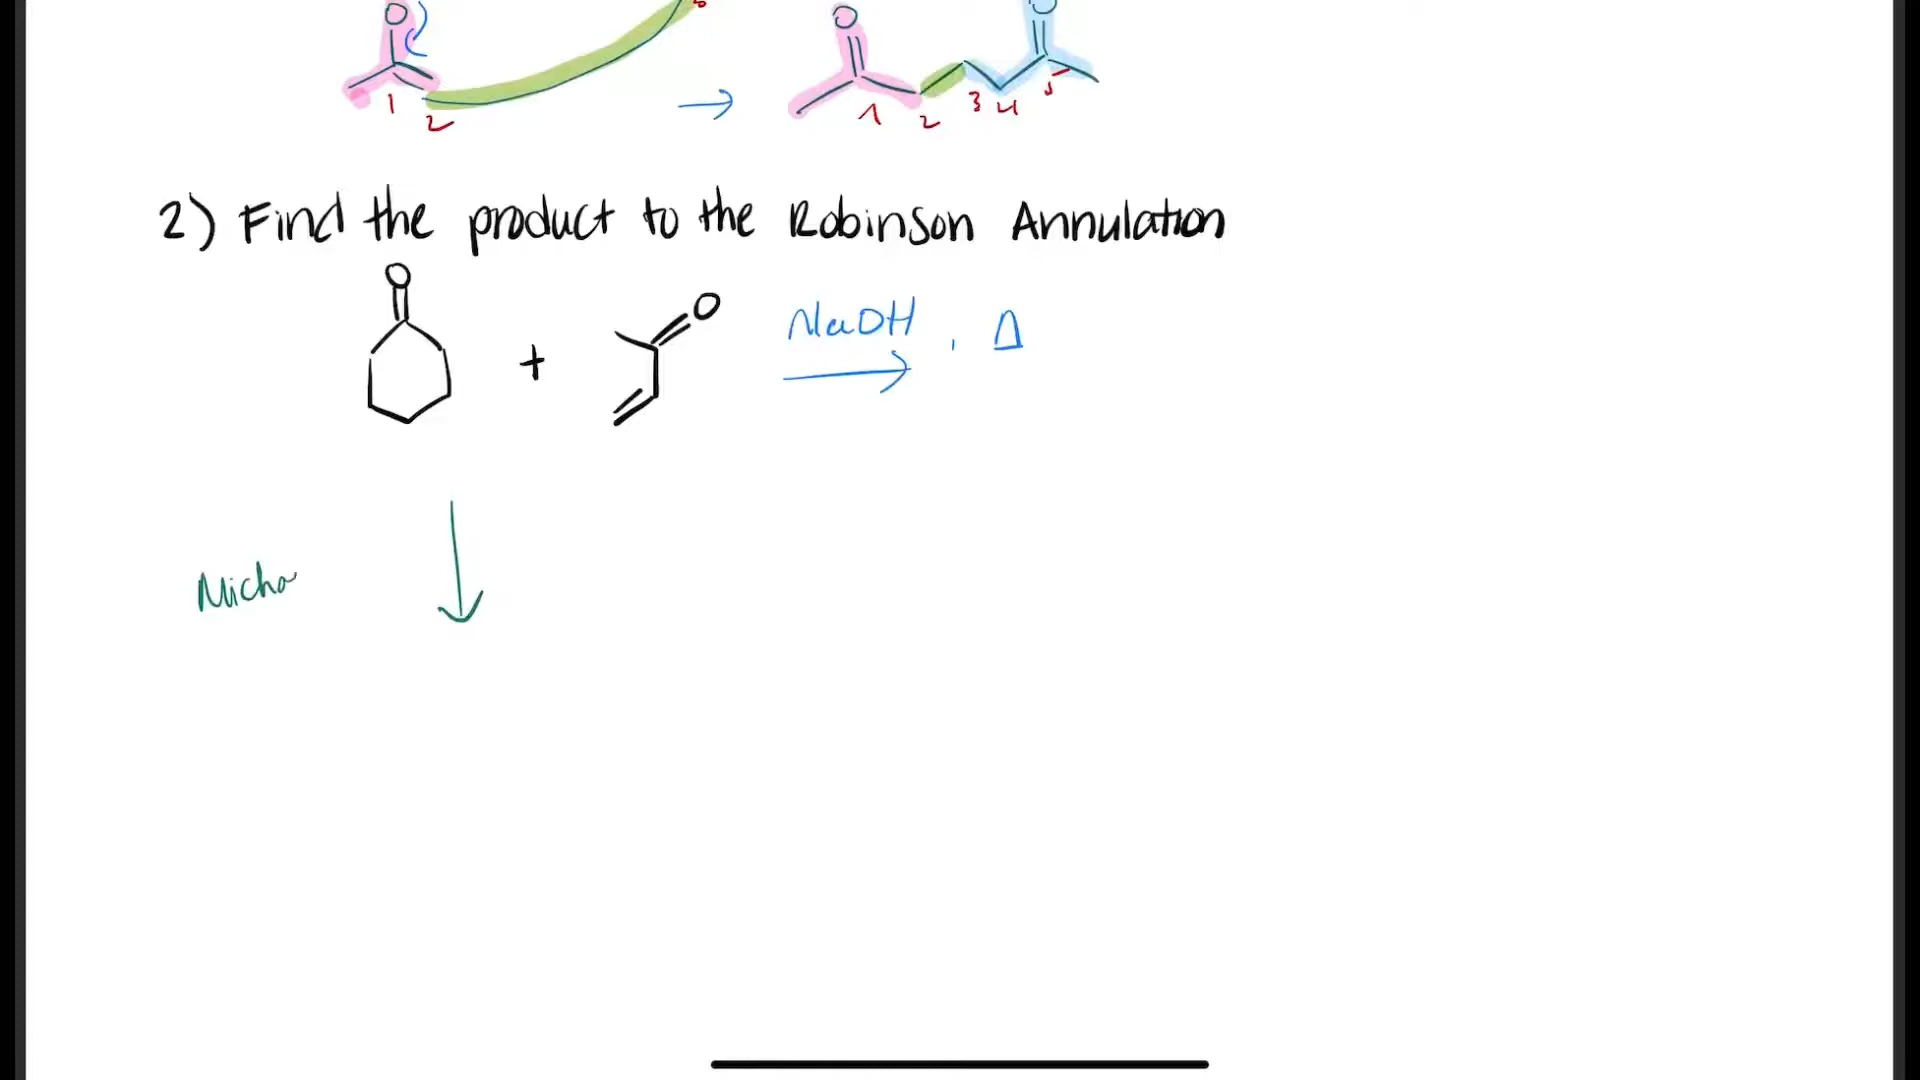 O O
1 2 → 1 2 3 4 5
2) Find the product to the Robinson Annulation
O
+ O NaOH , Δ
Micha